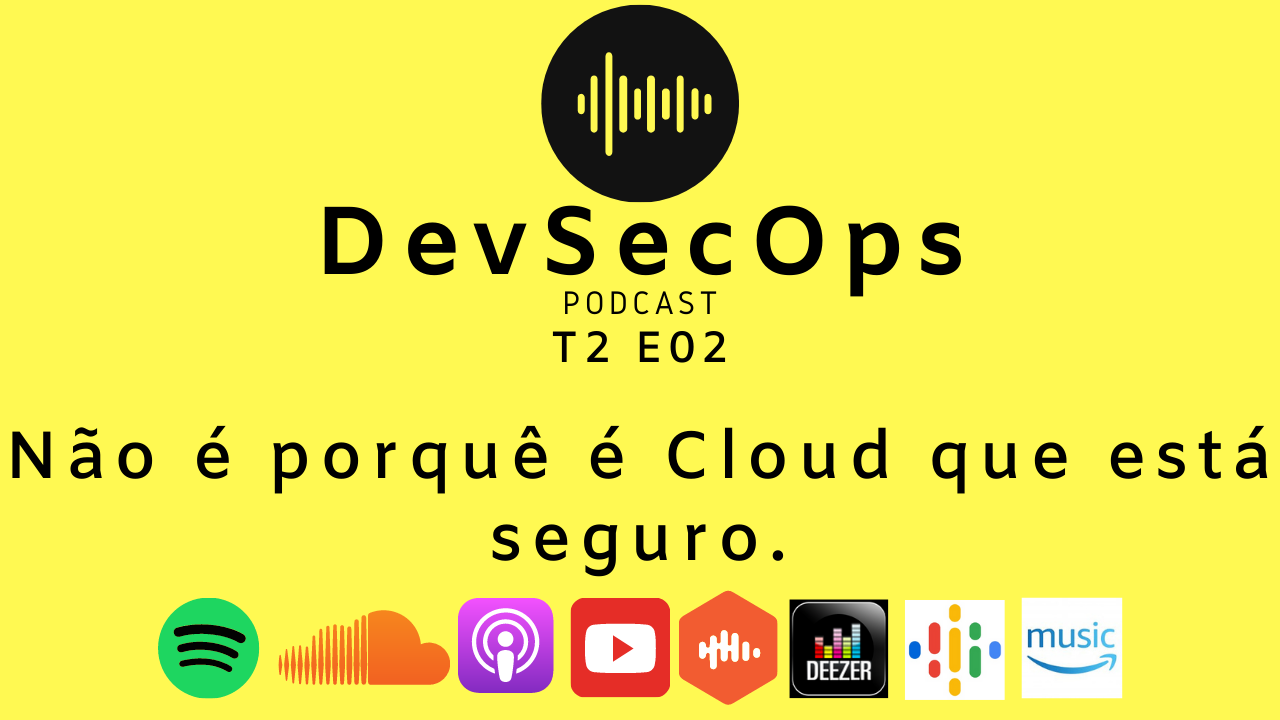 DevSecOps
PODCAST
T2 E02
Não é porquê é Cloud que está
seguro.
DEEZER
music